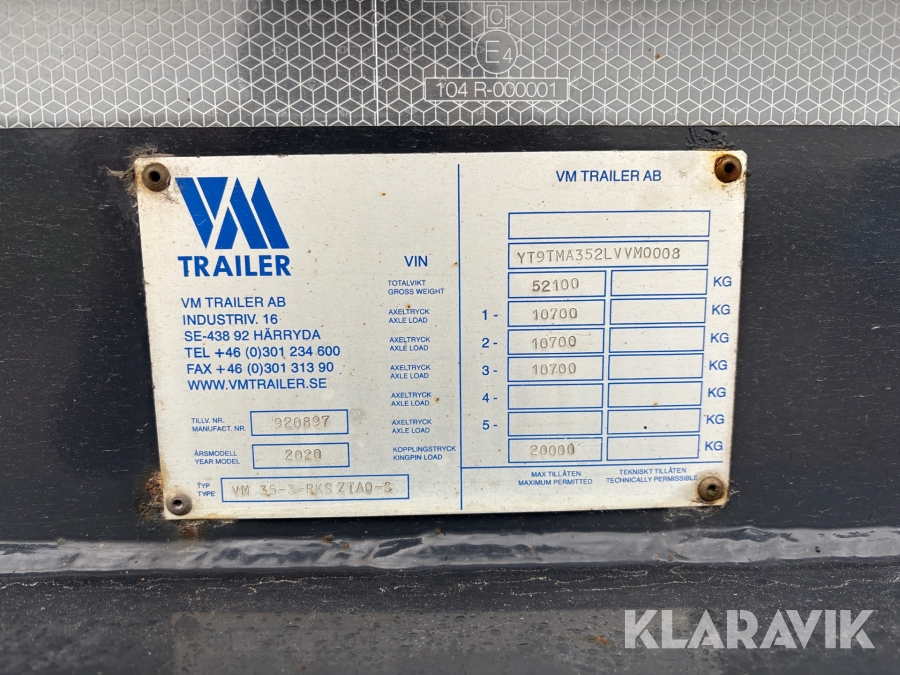 C
E4
104 R-000001
VM
TRAILER
VM TRAILER AB
INDUSTRIV. 16
SE-438 92 HÄRRYDA
TEL +46 (0)301 234 600
FAX +46 (0)301 313 90
WWW.VMTRAILER.SE
TILLV. NR.
MANUFACT. NR. 920897
ÅRSMODELL
YEAR MODEL 2020
TYP
TYPE VM 35-3-RKSZTAO-S
VM TRAILER AB
VIN YT9TMA352LVVM0008
TOTALVIKT
GROSS WEIGHT 52100 KG
AXELTRYCK
AXLE LOAD 1- 10700 KG
AXELTRYCK
AXLE LOAD 2- 10700 KG
AXELTRYCK
AXLE LOAD 3- 10700 KG
AXELTRYCK
AXLE LOAD 4- KG
AXELTRYCK
AXLE LOAD 5-
KOPPLINGSTRYCK
KINGPIN LOAD 20000 KG
MAX TILLÅTEN
MAXIMUM PERMITTED
TEKNISKT TILLÅTEN
TECHNICALLY PERMISSIBLE
KLARAVIK